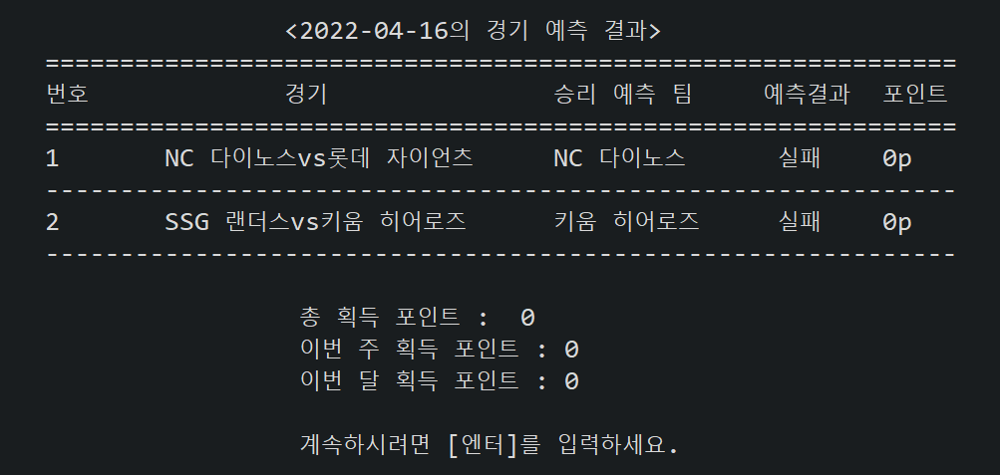 <2022-04-16의 경기 예측 결과>
=============================================================
번호 경기 승리 예측 팀 예측결과 포인트
=============================================================
1 NC 다이노스vs롯데 자이언츠 NC 다이노스 실패 0p
-------------------------------------------------------------
2 SSG 랜더스vs키움 히어로즈 키움 히어로즈 실패 0p
-------------------------------------------------------------
총 획득 포인트 : 0
이번 주 획득 포인트 : 0
이번 달 획득 포인트 : 0
계속하시려면 [엔터]를 입력하세요.